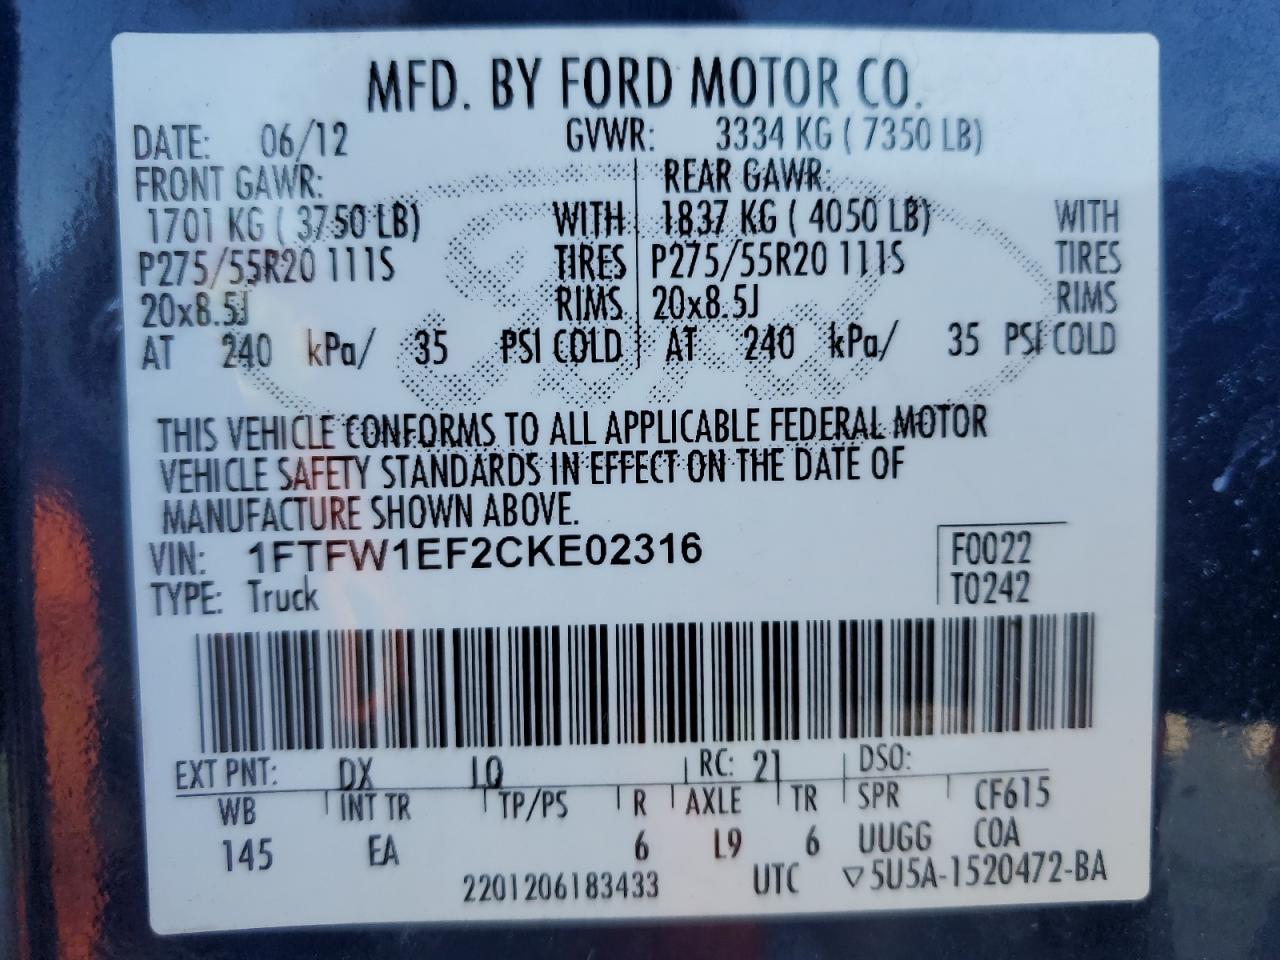 MFD. BY FORD MOTOR CO.
DATE: 06/12 GVWR: 3334 KG ( 7350 LB)
FRONT GAWR: REAR GAWR:
1701 KG ( 3750 LB) WITH 1837 KG ( 4050 LB) WITH
P275/55R20 111S TIRES P275/55R20 111S TIRES
20x8.5J RIMS 20x8.5J RIMS
AT 240 kPa/ 35 PSI COLD AT 240 kPa/ 35 PSI COLD
THIS VEHICLE CONFORMS TO ALL APPLICABLE FEDERAL MOTOR
VEHICLE SAFETY STANDARDS IN EFFECT ON THE DATE OF
MANUFACTURE SHOWN ABOVE.
VIN: 1FTFW1EF2CKE02316 F0022
TYPE: Truck T0242
EXT PNT: DX LQ RC: 21 DSO:
WB INT TR TP/PS R AXLE TR SPR CF615
145 EA 6 L9 6 UUGG COA
2201206183433 UTC ▽5U5A-1520472-BA